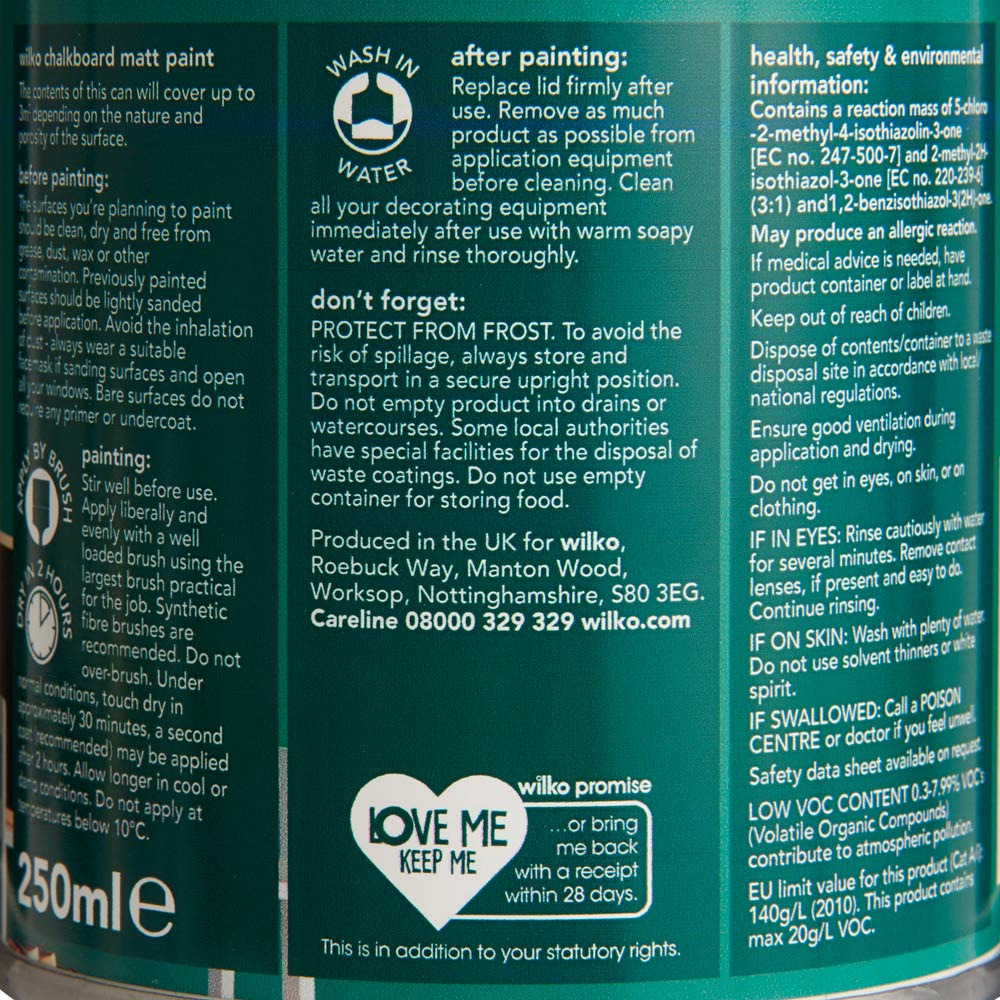 wilko chalkboard matt paint
The contents of this can will cover up to
3m² depending on the nature and
porosity of the surface.
before painting:
The surfaces you're planning to paint
should be clean, dry and free from
grease, dust, wax or other
contamination. Previously painted
surfaces should be lightly sanded
before application. Avoid the inhalation
of dust - always wear a suitable
facemask if sanding surfaces and open
all your windows. Bare surfaces do not
require any primer or undercoat.
APPLY BY BRUSH
DRY IN 2 HOURS
painting:
Stir well before use.
Apply liberally and
evenly with a well
loaded brush using the
largest brush practical
for the job. Synthetic
fibre brushes are
recommended. Do not
over-brush. Under
normal conditions, touch dry in
approximately 30 minutes, a second
coat (recommended) may be applied
after 2 hours. Allow longer in cool or
damp conditions. Do not apply at
temperatures below 10°C.
250ml e
WASH IN
WATER
after painting:
Replace lid firmly after
use. Remove as much
product as possible from
application equipment
before cleaning. Clean
all your decorating equipment
immediately after use with warm soapy
water and rinse thoroughly.
don't forget:
PROTECT FROM FROST. To avoid the
risk of spillage, always store and
transport in a secure upright position.
Do not empty product into drains or
watercourses. Some local authorities
have special facilities for the disposal of
waste coatings. Do not use empty
container for storing food.
Produced in the UK for wilko,
Roebuck Way, Manton Wood,
Worksop, Nottinghamshire, S80 3EG.
Careline 08000 329 329 wilko.com
LOVE ME
KEEP ME
wilko promise
...or bring
me back
with a receipt
within 28 days.
This is in addition to your statutory rights.
health, safety & environmental
information:
Contains a reaction mass of 5-chloro
-2-methyl-4-isothiazolin-3-one
[EC no. 247-500-7] and 2-methyl-2H-
isothiazol-3-one [EC no. 220-239-6]
(3:1) and1,2-benzisothiazol-3(2H)-one.
May produce an allergic reaction.
If medical advice is needed, have
product container or label at hand.
Keep out of reach of children.
Dispose of contents/container to a waste
disposal site in accordance with local/
national regulations.
Ensure good ventilation during
application and drying.
Do not get in eyes, on skin, or on
clothing.
IF IN EYES: Rinse cautiously with water
for several minutes. Remove contact
lenses, if present and easy to do.
Continue rinsing.
IF ON SKIN: Wash with plenty of water.
Do not use solvent thinners or white
spirit.
IF SWALLOWED: Call a POISON
CENTRE or doctor if you feel unwell.
Safety data sheet available on request.
LOW VOC CONTENT 0.3-7.99% VOC's
(Volatile Organic Compounds)
contribute to atmospheric pollution.
EU limit value for this product (Cat A/d):
140g/L (2010). This product contains
max 20g/L VOC.